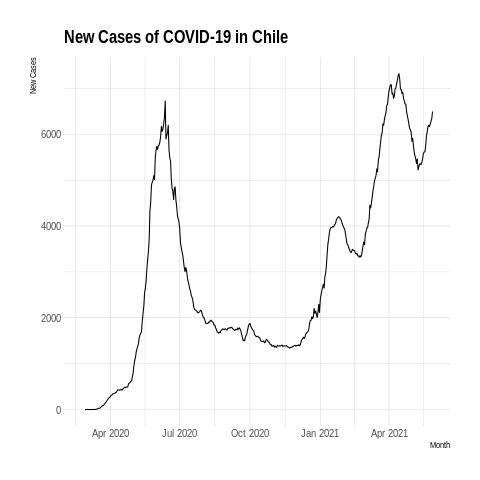 New Cases of COVID-19 in Chile
New Cases
6000
4000
2000
0
Apr 2020 Jul 2020 Oct 2020 Jan 2021 Apr 2021
Month